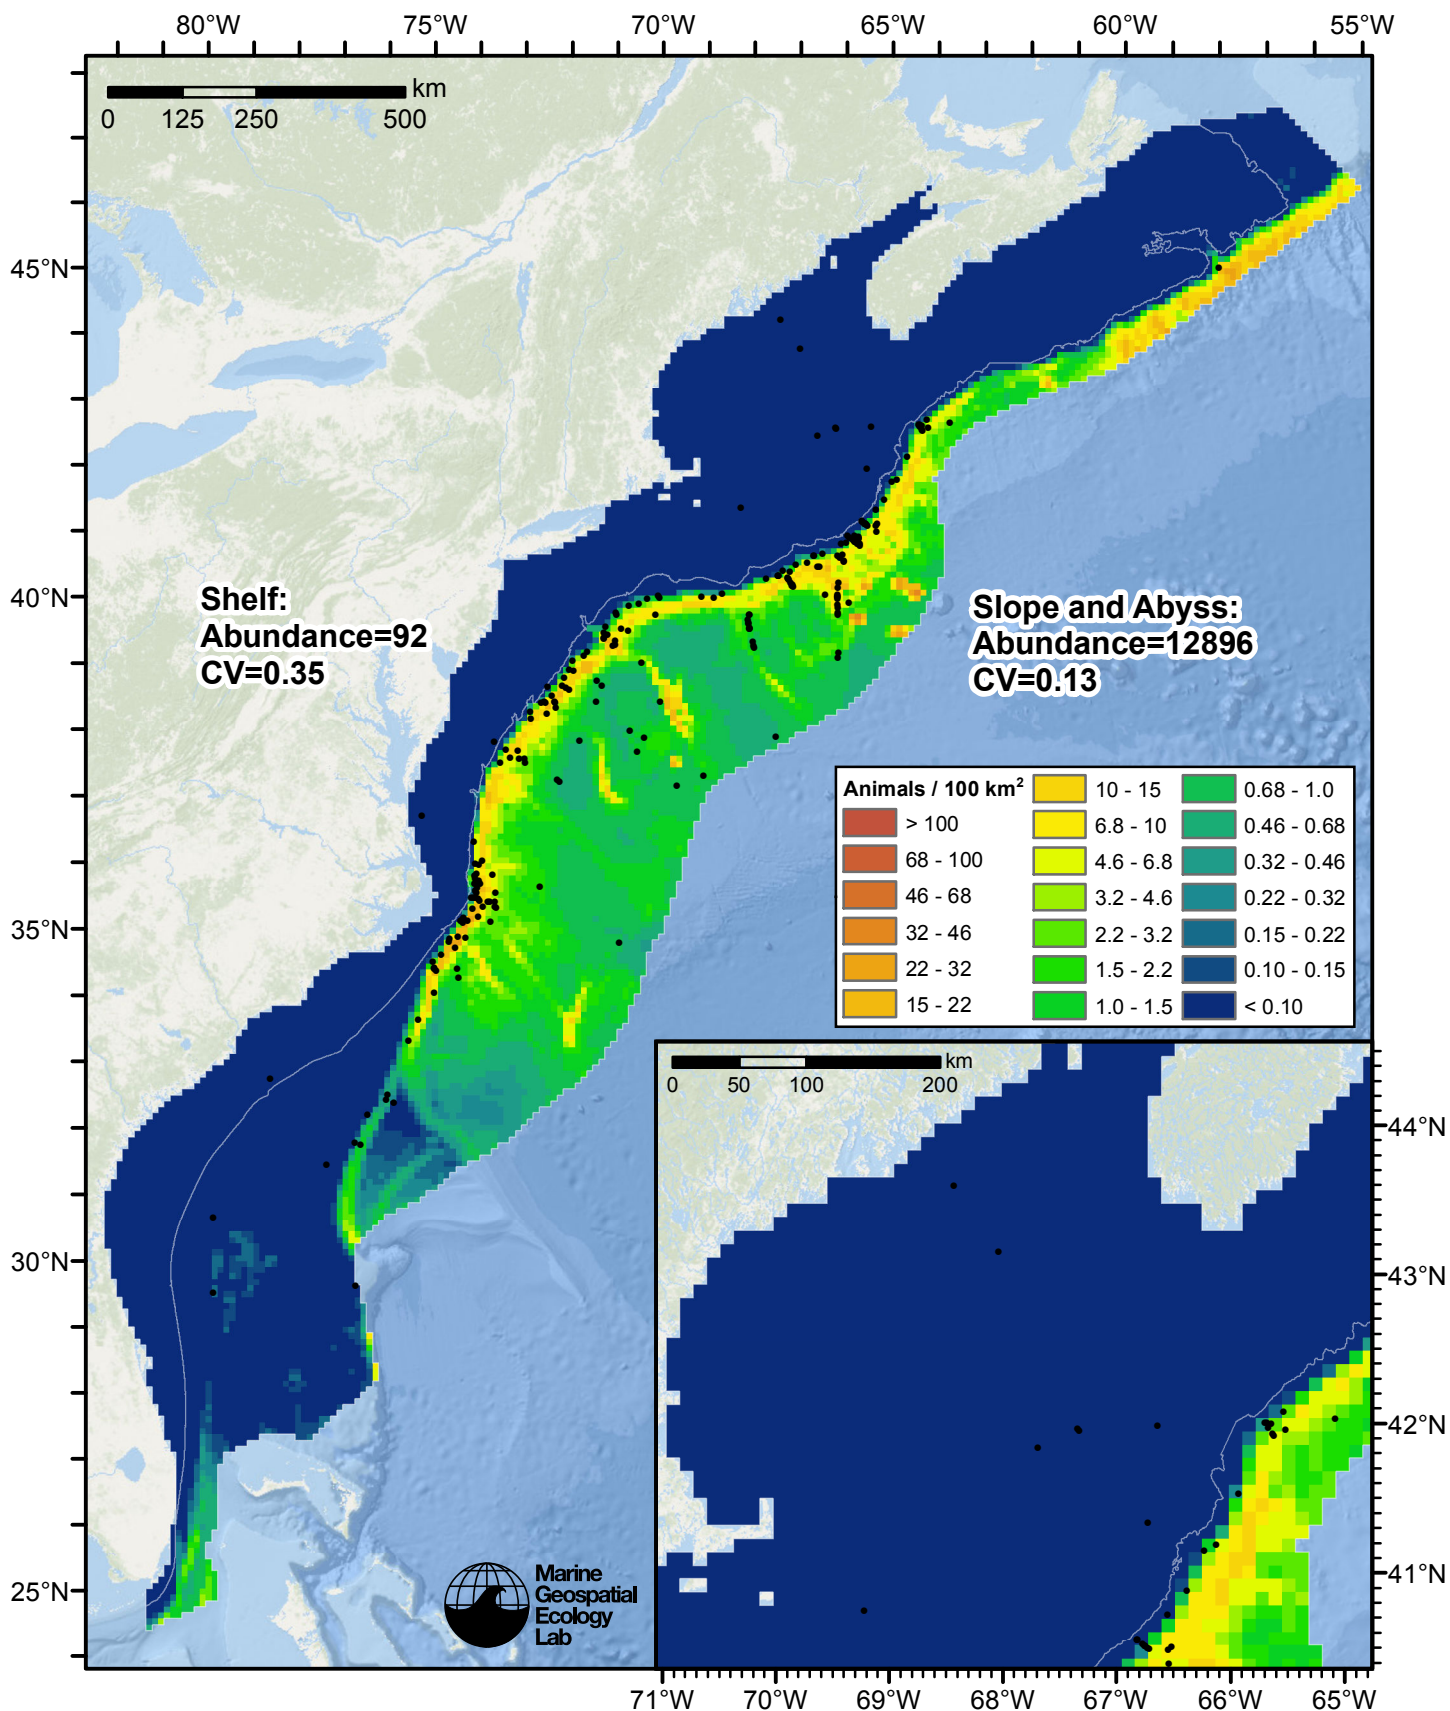 80°W 75°W 70°W 65°W 60°W 55°W
km
0 125 250 500
45°N
40°N
35°N
30°N
25°N
Shelf:
Abundance=92
CV=0.35
Slope and Abyss:
Abundance=12896
CV=0.13
Animals / 100 km²
> 100
68 - 100
46 - 68
32 - 46
22 - 32
15 - 22
10 - 15
6.8 - 10
4.6 - 6.8
3.2 - 4.6
2.2 - 3.2
1.5 - 2.2
1.0 - 1.5
0.68 - 1.0
0.46 - 0.68
0.32 - 0.46
0.22 - 0.32
0.15 - 0.22
0.10 - 0.15
< 0.10
km
0 50 100 200
44°N
43°N
42°N
41°N
71°W 70°W 69°W 68°W 67°W 66°W 65°W
Marine
Geospatial
Ecology
Lab